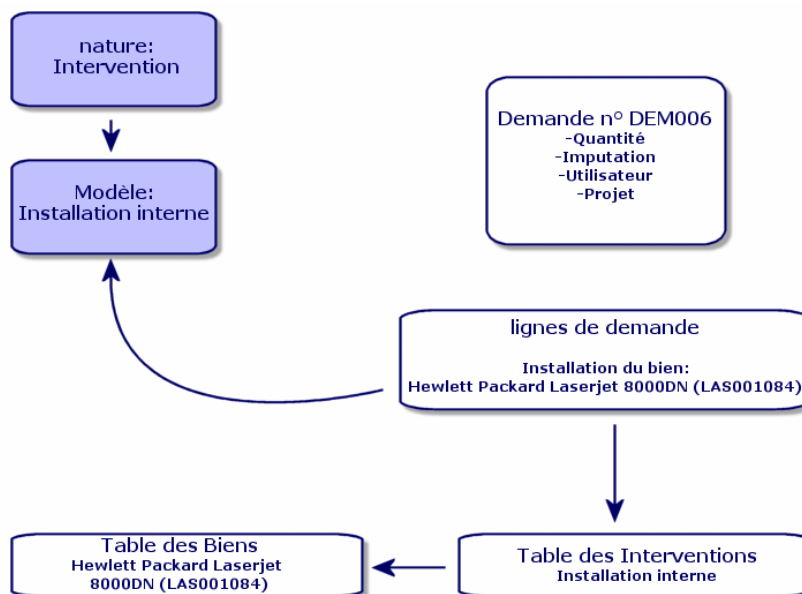 nature:
Intervention
Demande nº DEM006
-Quantité
-Imputation
-Utilisateur
-Projet
Modèle:
Installation interne
lignes de demande
Installation du bien:
Hewlett Packard Laserjet 8000DN (LAS001084)
Table des Biens
Hewlett Packard Laserjet
8000DN (LAS001084)
Table des Interventions
Installation interne